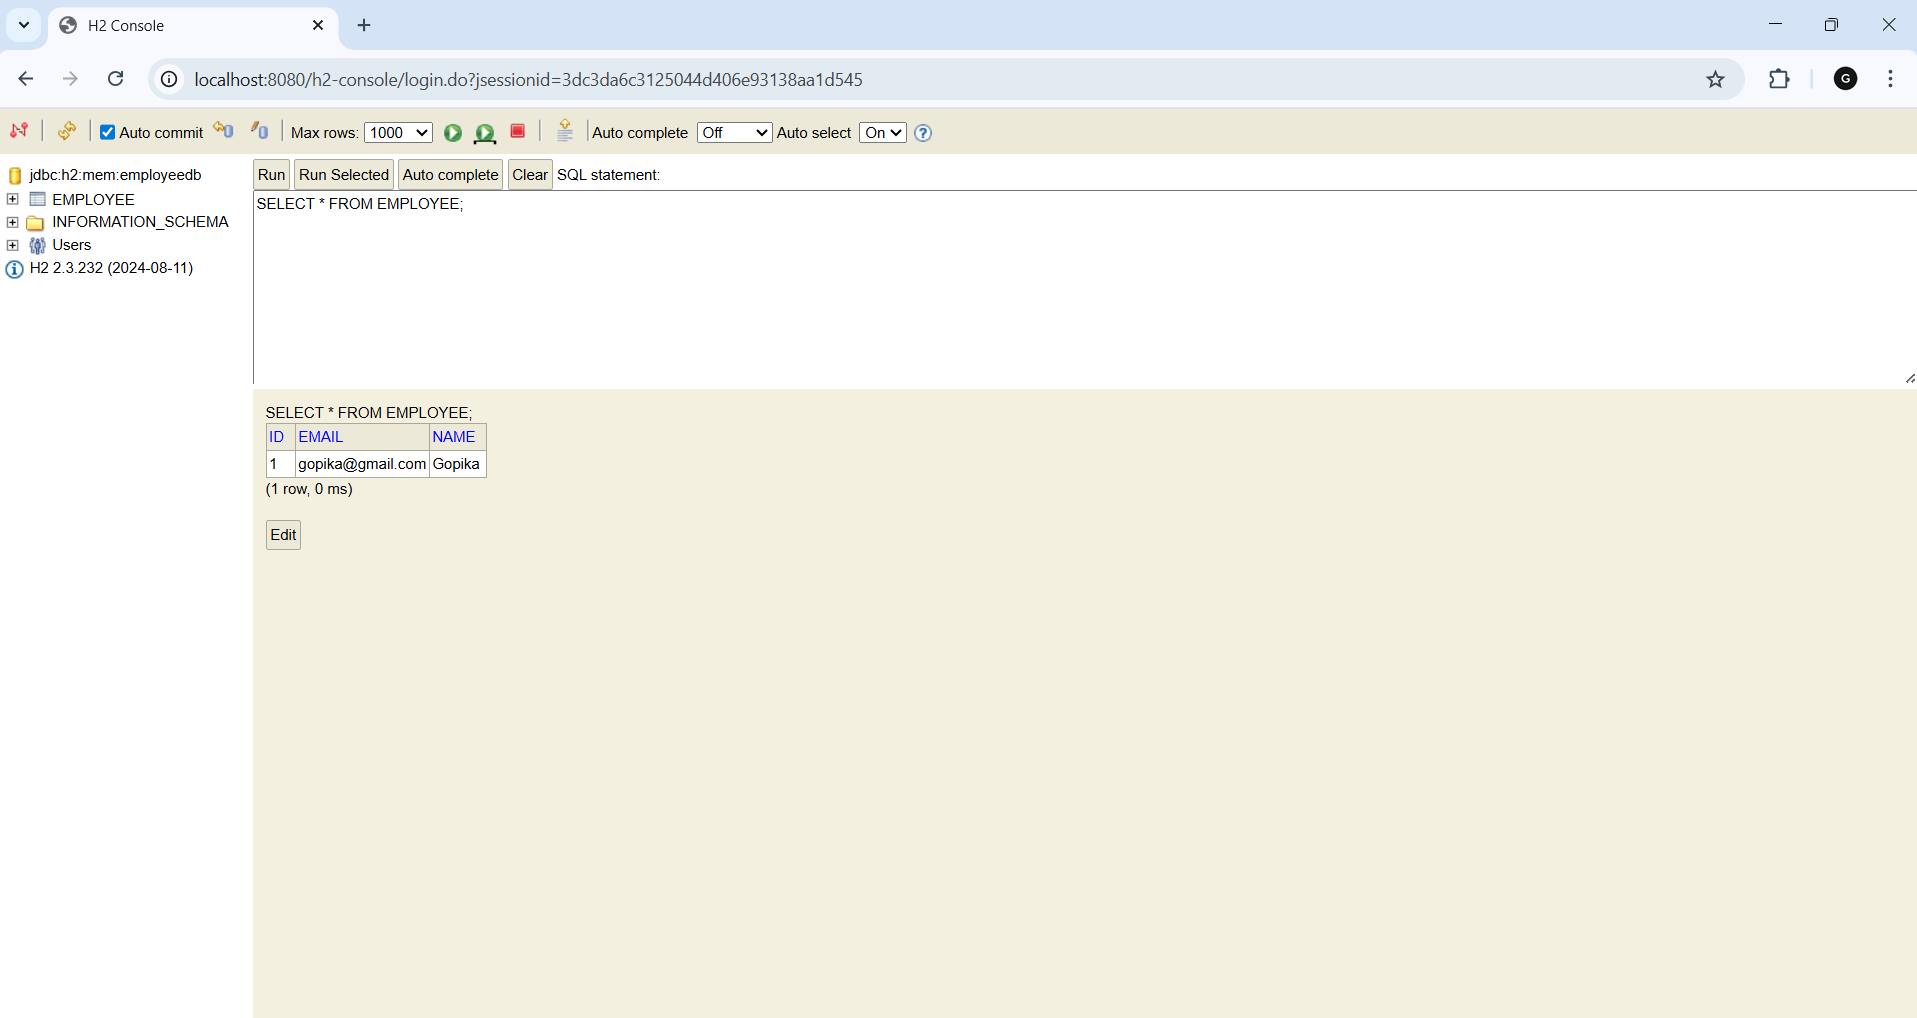 H2 Console
localhost:8080/h2-console/login.do?jsessionid=3dc3da6c3125044d406e93138aa1d545
G
Auto commit Max rows: 1000 Auto complete Off Auto select On ?
jdbc:h2:mem:employeedb
EMPLOYEE
INFORMATION_SCHEMA
Users
H2 2.3.232 (2024-08-11)
Run Run Selected Auto complete Clear SQL statement:
SELECT * FROM EMPLOYEE;
SELECT * FROM EMPLOYEE;
ID EMAIL NAME
1 gopika@gmail.com Gopika
(1 row, 0 ms)
Edit